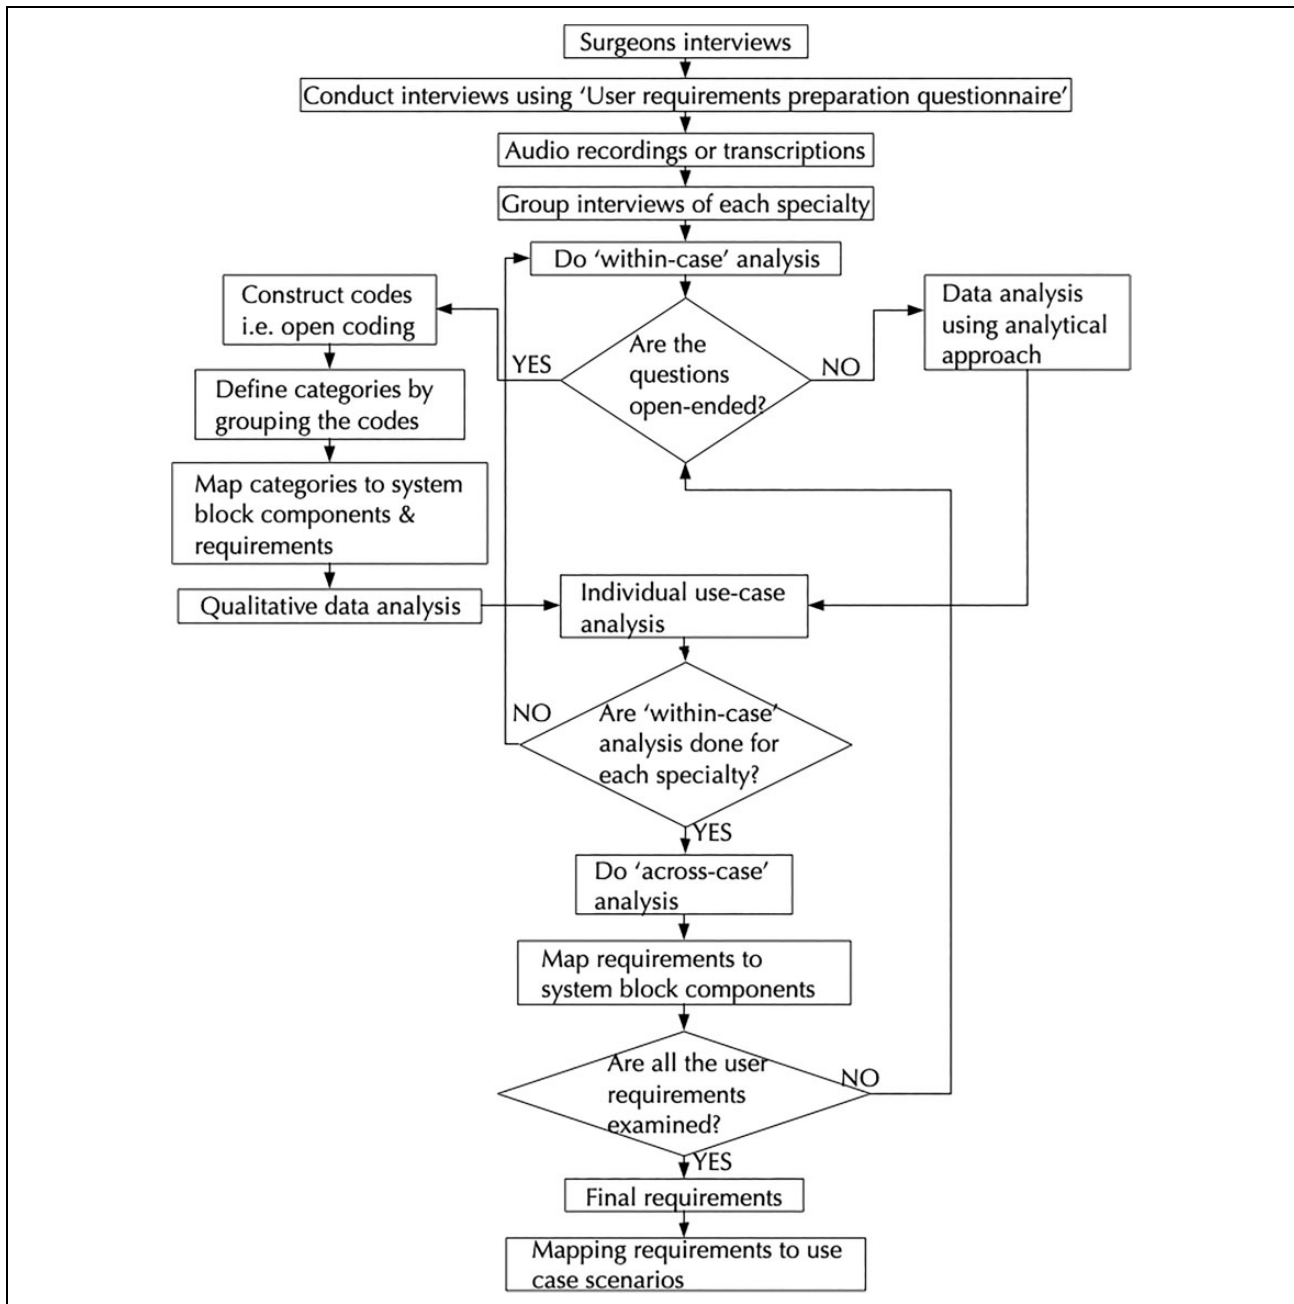 Surgeons interviews
Conduct interviews using ‘User requirements preparation questionnaire’
Audio recordings or transcriptions
Group interviews of each specialty
Do ‘within-case’ analysis
Construct codes
i.e. open coding
Data analysis
using analytical
approach
Are the
questions
open-ended?
YES
NO
Define categories by
grouping the codes
Map categories to system
block components &
requirements
Qualitative data analysis
Individual use-case
analysis
NO
Are ‘within-case’
analysis done for
each specialty?
YES
Do ‘across-case’
analysis
Map requirements to
system block components
Are all the user
requirements
examined?
NO
YES
Final requirements
Mapping requirements to use
case scenarios